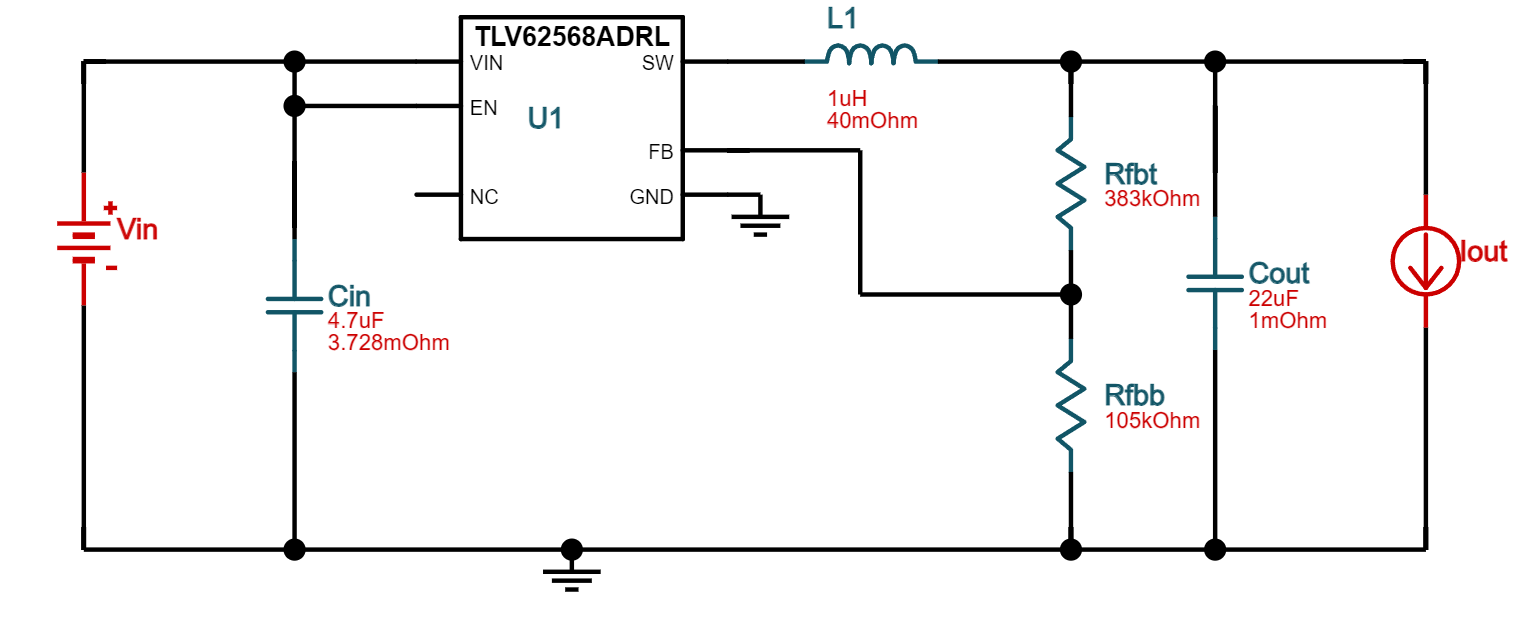 L1
TLV62568ADRL
VIN
SW
1uH
40mOhm
EN
U1
FB
NC
GND
Rfbt
383kOhm
+
Vin
-
Iout
Cin
4.7uF
3.728mOhm
Cout
22uF
1mOhm
Rfbb
105kOhm